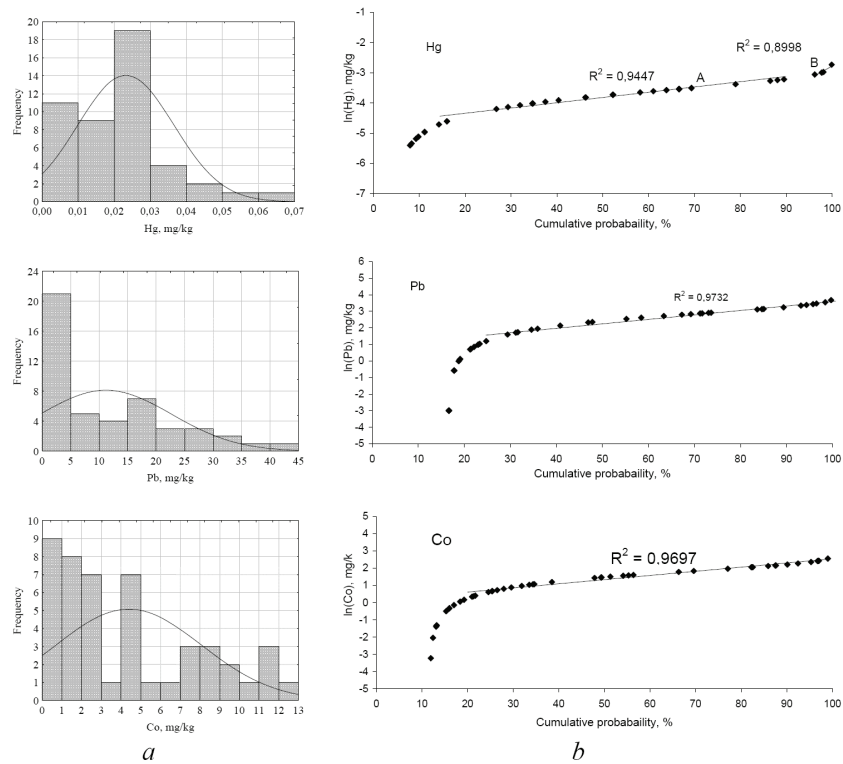 20
18
16
14
12
10
8
6
4
2
0
Frequency
0,00 0,01 0,02 0,03 0,04 0,05 0,06 0,07
Hg, mg/kg
-1
-2
-3
-4
-5
-6
-7
ln(Hg), mg/kg
Hg
R² = 0,9447
A
R² = 0,8998
B
0 10 20 30 40 50 60 70 80 90 100
Cumulative probabaility, %
24
20
16
12
8
4
0
Frequency
0 5 10 15 20 25 30 35 40 45
Pb, mg/kg
6
5
4
3
2
1
0
-1
-2
-3
-4
-5
ln(Pb), mg/kg
Pb
R² = 0,9732
0 10 20 30 40 50 60 70 80 90 100
Cumulative probabaility, %
10
9
8
7
6
5
4
3
2
1
0
Frequency
0 1 2 3 4 5 6 7 8 9 10 11 12 13
Co, mg/kg
a
5
4
3
2
1
0
-1
-2
-3
-4
-5
ln(Co), mg/k
Co
R² = 0.9697
0 10 20 30 40 50 60 70 80 90 100
Cumulative probabaility, %
b